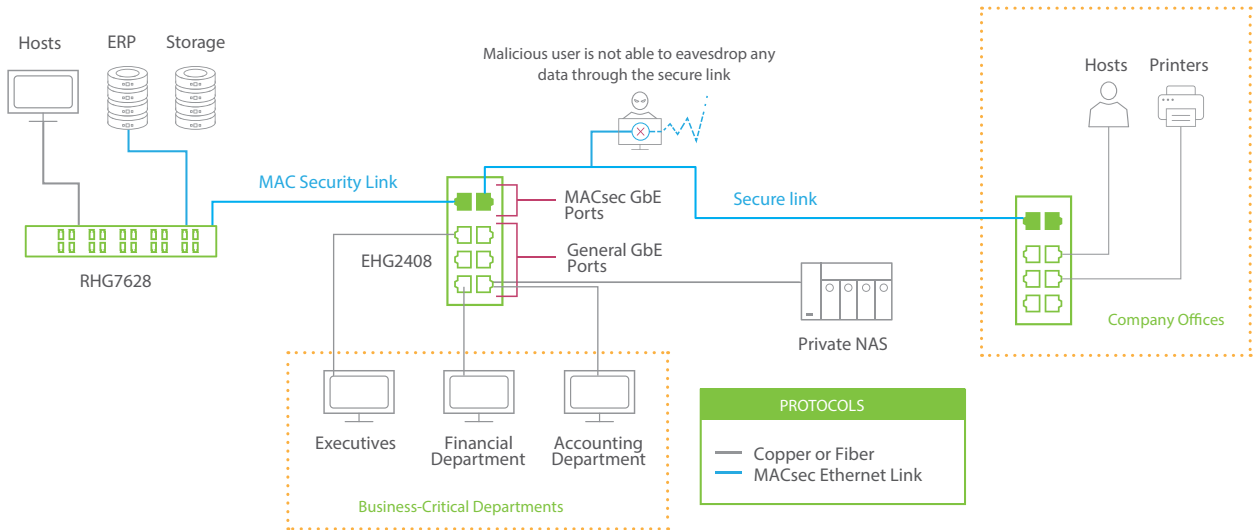 Hosts
ERP
Storage
Malicious user is not able to eavesdrop any
data through the secure link
Hosts
Printers
MAC Security Link
MACsec GbE
Ports
Secure link
EHG2408
General GbE
Ports
RHG7628
Company Offices
Private NAS
Executives
Financial
Department
Accounting
Department
Business-Critical Departments
PROTOCOLS
Copper or Fiber
MACsec Ethernet Link